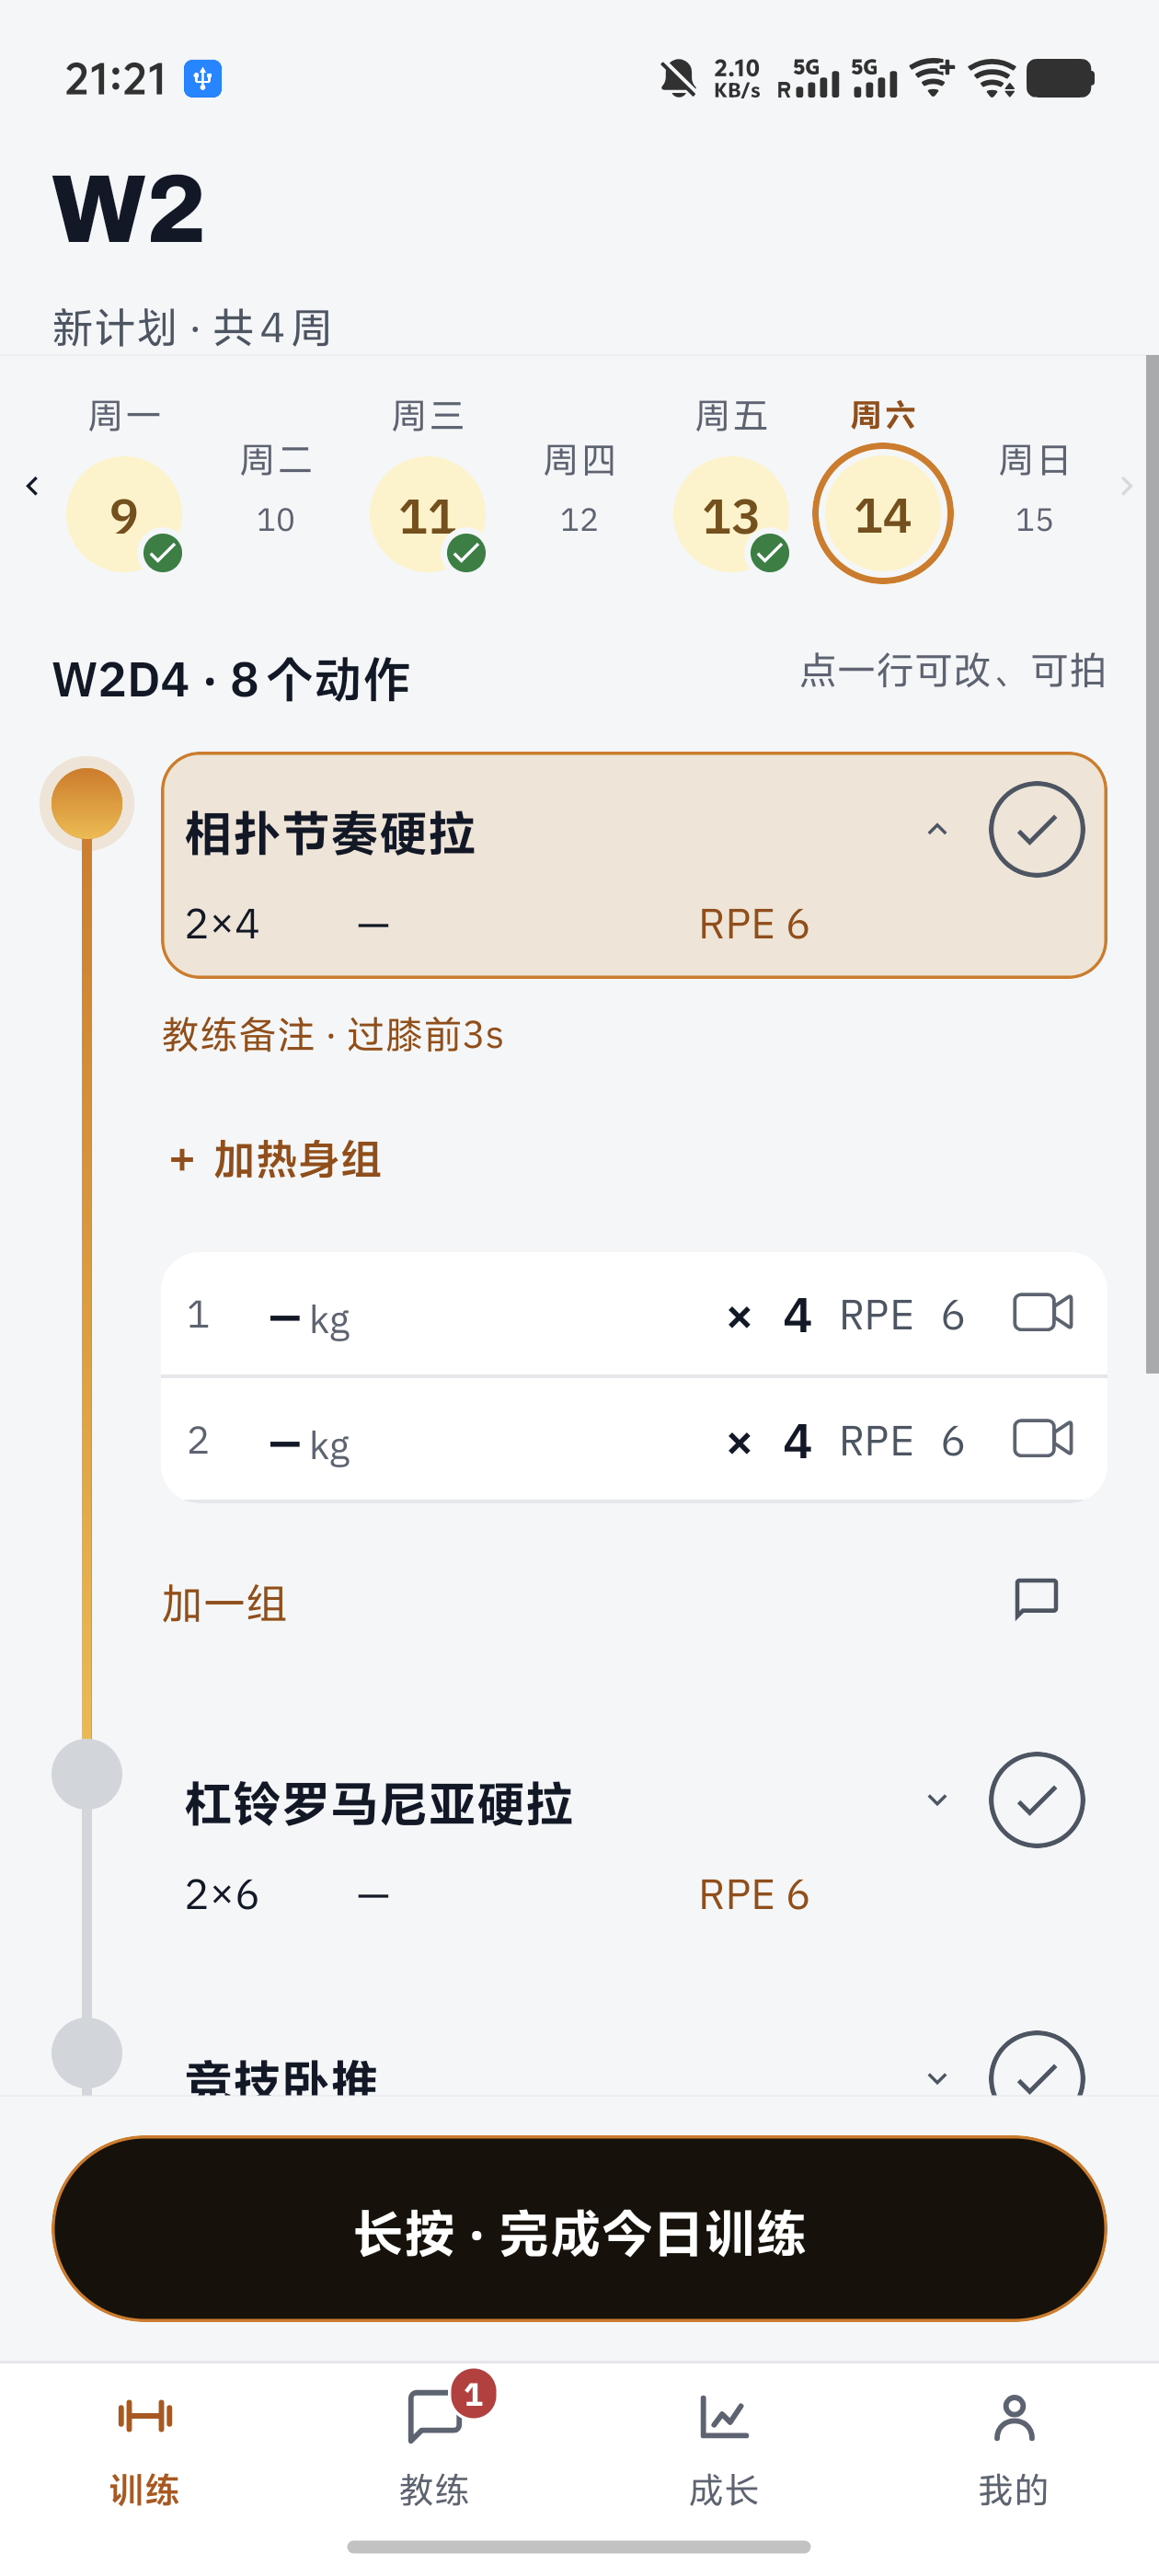 21:21
2.10 KB/s R 5G 5G
W2
新计划 · 共 4 周
周一 周二 周三 周四 周五 周六 周日
9 10 11 12 13 14 15
W2D4 · 8 个动作
点一行可改、可拍
相扑节奏硬拉
2×4 — RPE 6
教练备注 · 过膝前3s
+ 加热身组
1 — kg × 4 RPE 6
2 — kg × 4 RPE 6
加一组
杠铃罗马尼亚硬拉
2×6 — RPE 6
竞技卧推
长按 · 完成今日训练
1
训练 教练 成长 我的